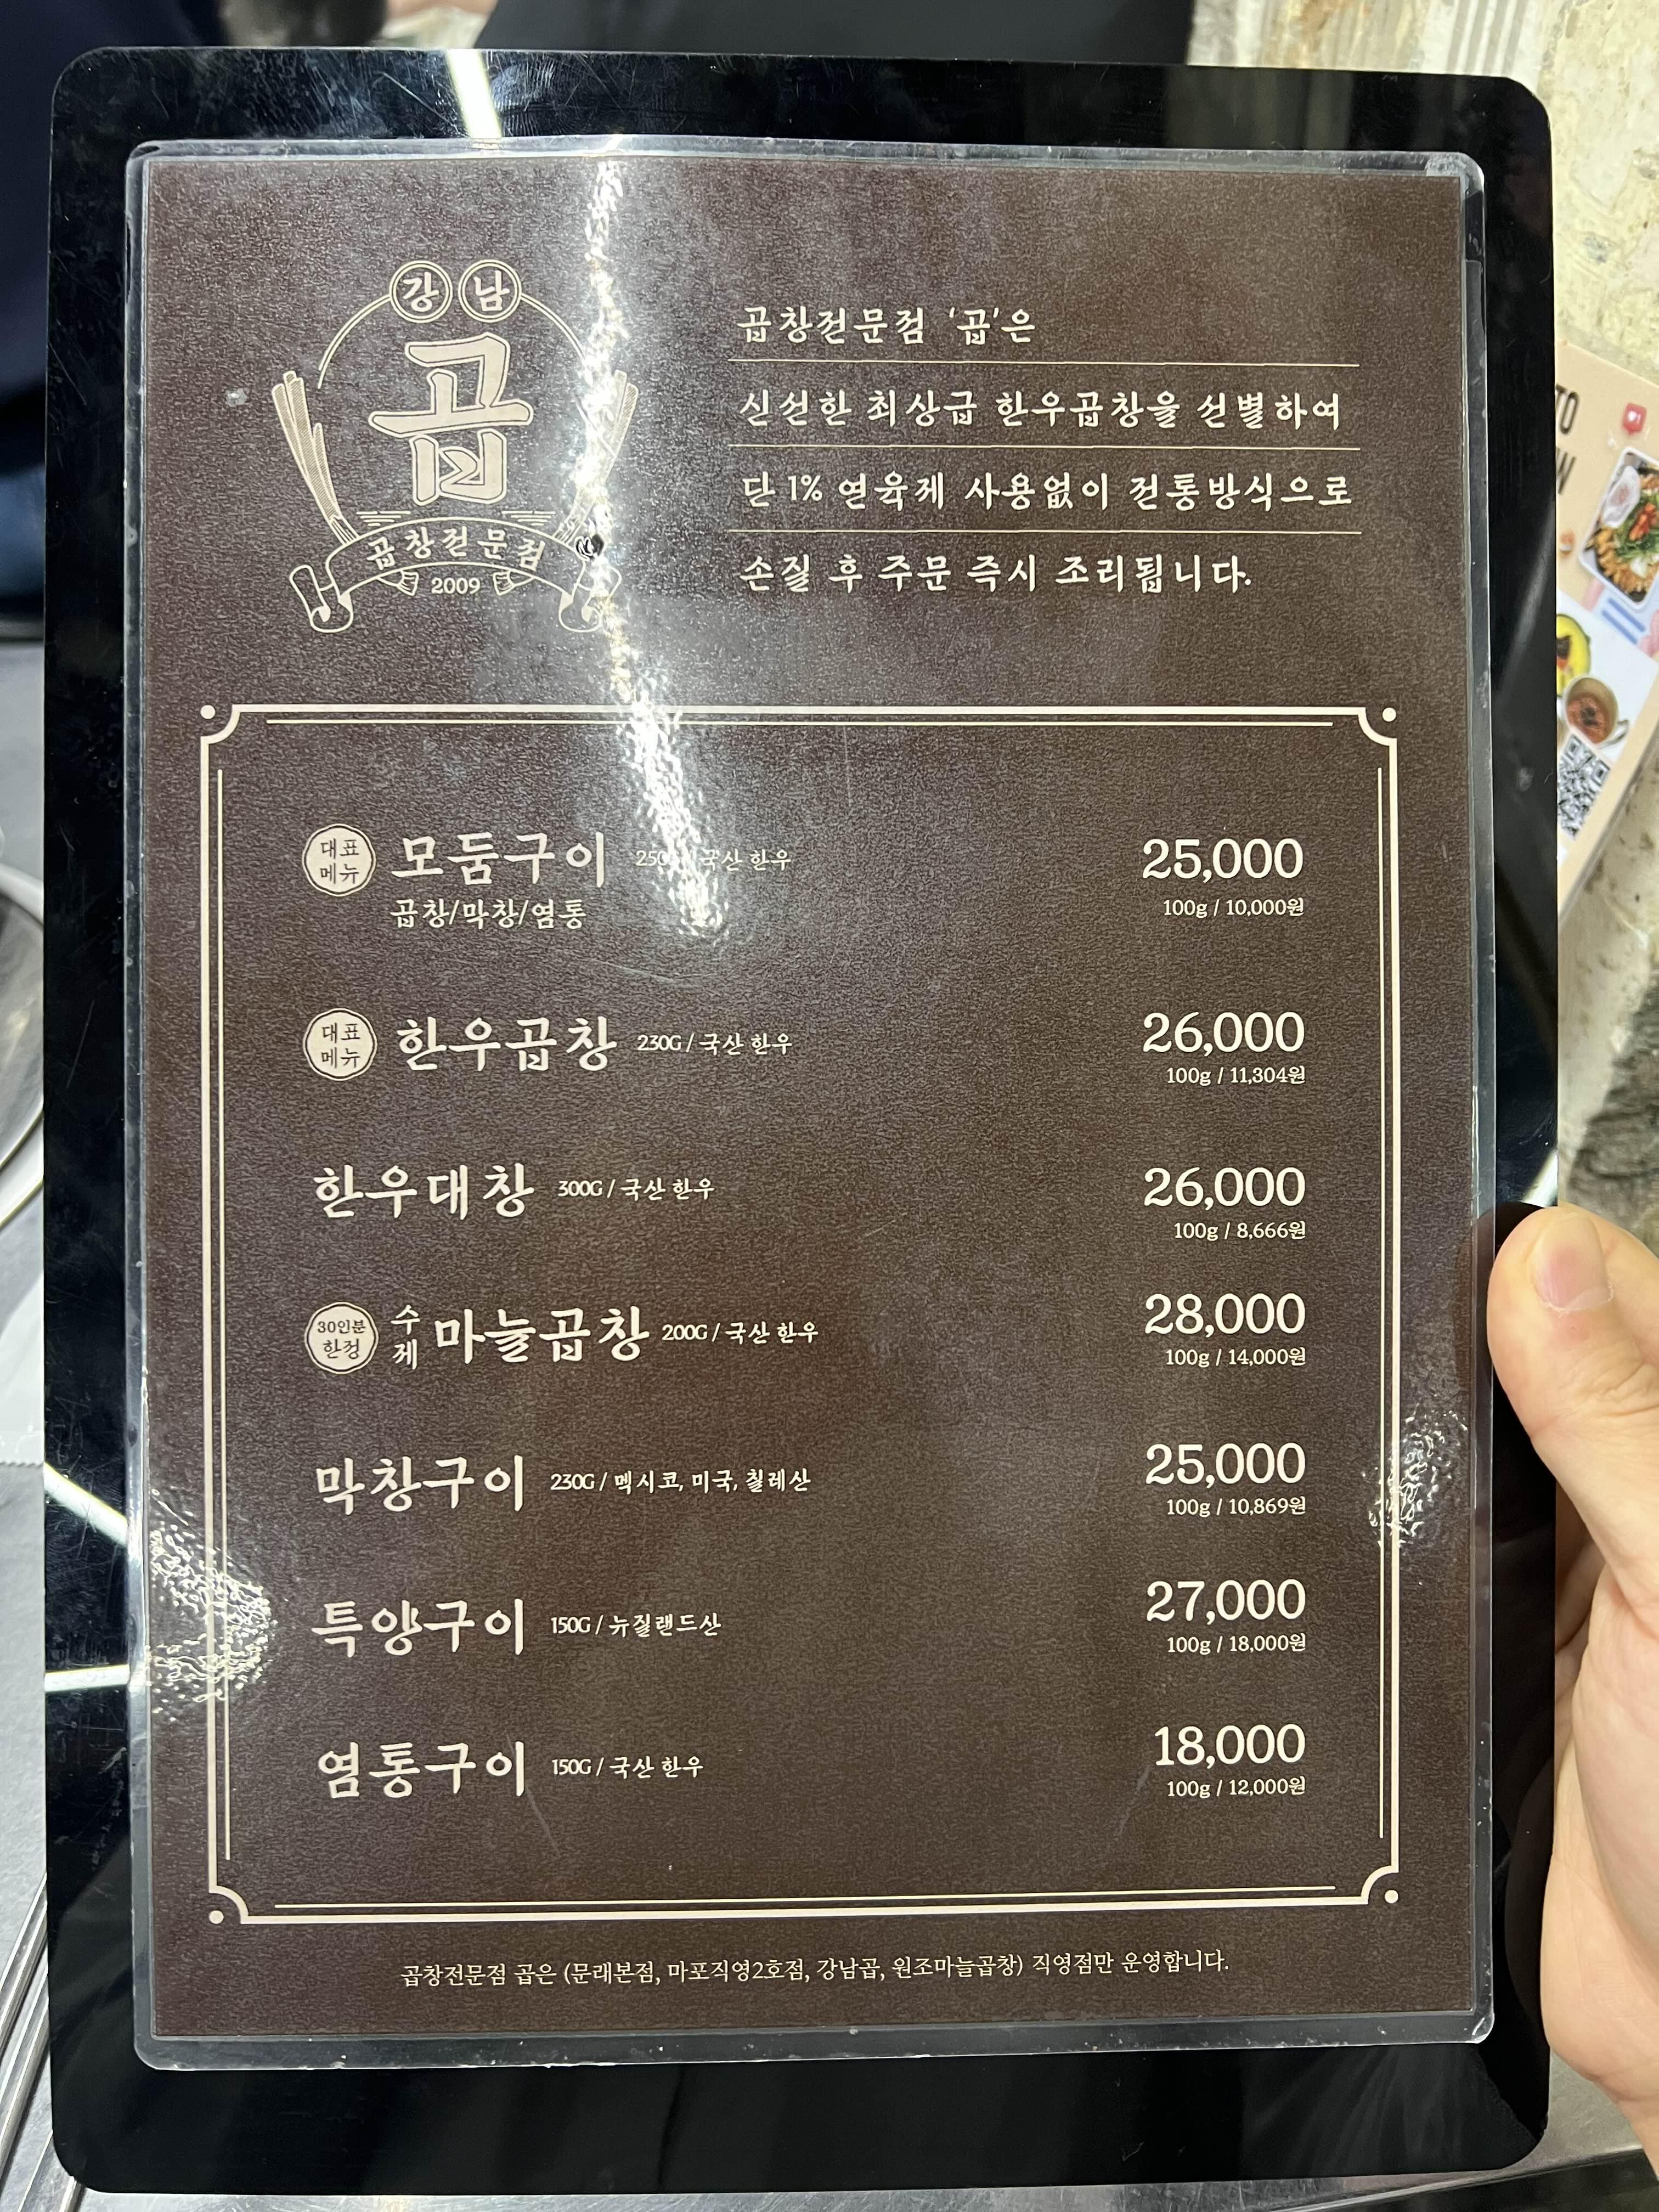 강남
곱
곱창전문점
2009
곱창전문점 '곱'은
신선한 최상급 한우곱창을 선별하여
단 1% 연육제 사용없이 전통방식으로
손질 후 주문 즉시 조리됩니다.
대표
메뉴
모둠구이 250G / 국산 한우 25,000
곱창/막창/염통 100g / 10,000원
대표
메뉴
한우곱창 230G / 국산 한우 26,000
100g / 11,304원
한우대창 300G / 국산 한우 26,000
100g / 8,666원
30인분
한정
수제 마늘곱창 200G / 국산 한우 28,000
100g / 14,000원
막창구이 230G / 멕시코, 미국, 칠레산 25,000
100g / 10,869원
특양구이 150G / 뉴질랜드산 27,000
100g / 18,000원
염통구이 150G / 국산 한우 18,000
100g / 12,000원
곱창전문점 곱은 (문래본점, 마포직영2호점, 강남곱, 원조마늘곱창) 직영점만 운영합니다.
TO